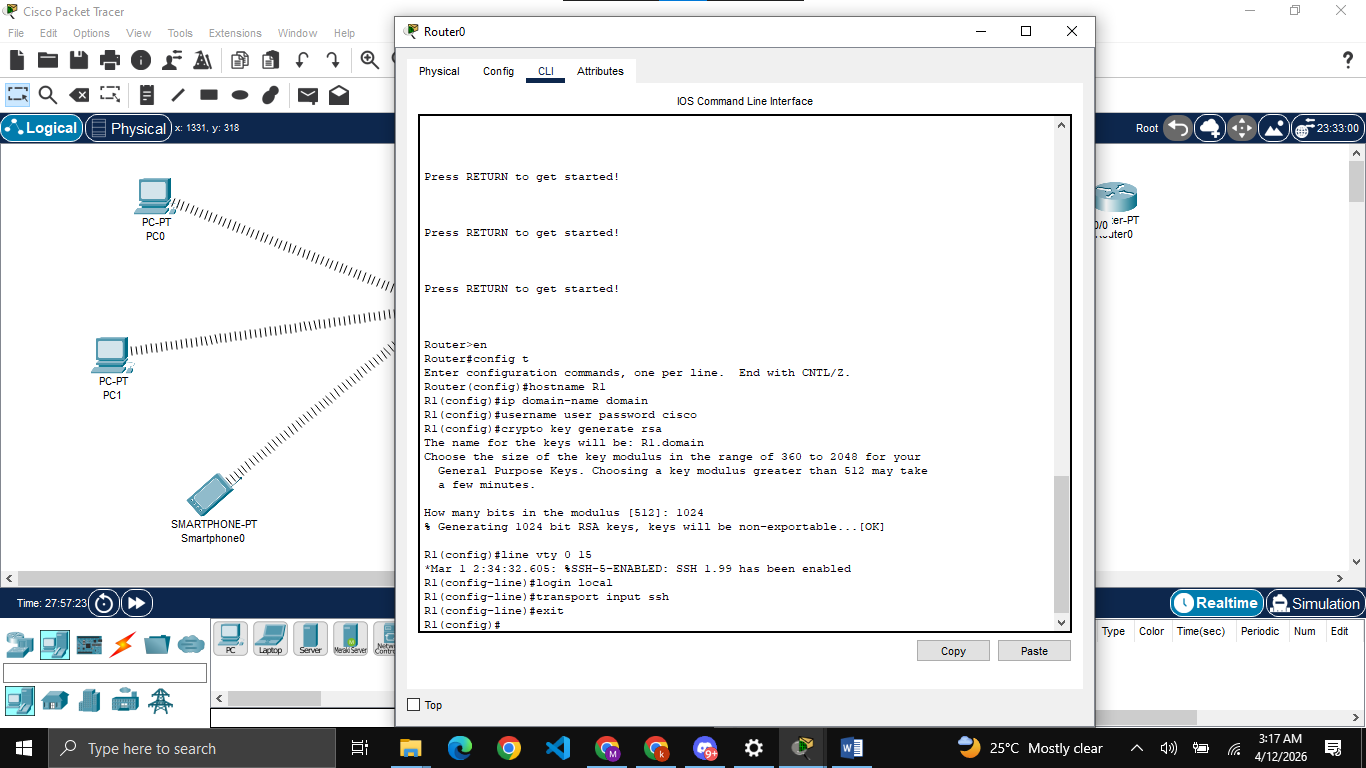 Cisco Packet Tracer
File Edit Options View Tools Extensions Window Help
Logical
Physical
x: 1331, y: 318
Root
23:33:00
PC-PT
PC0
PC-PT
PC1
SMARTPHONE-PT
Smartphone0
er-PT
0/0
uter0
Router0
Physical Config CLI Attributes
IOS Command Line Interface
Press RETURN to get started!
Press RETURN to get started!
Press RETURN to get started!
Router>en
Router#config t
Enter configuration commands, one per line.  End with CNTL/Z.
Router(config)#hostname R1
R1(config)#ip domain-name domain
R1(config)#username user password cisco
R1(config)#crypto key generate rsa
The name for the keys will be: R1.domain
Choose the size of the key modulus in the range of 360 to 2048 for your
  General Purpose Keys. Choosing a key modulus greater than 512 may take
  a few minutes.
How many bits in the modulus [512]: 1024
% Generating 1024 bit RSA keys, keys will be non-exportable...[OK]
R1(config)#line vty 0 15
*Mar 1 2:34:32.605: %SSH-5-ENABLED: SSH 1.99 has been enabled
R1(config-line)#login local
R1(config-line)#transport input ssh
R1(config-line)#exit
R1(config)#
Copy
Paste
Top
Time: 27:57:23
Realtime
Simulation
PC
Laptop
Server
Meraki Server
Type Color Time(sec) Periodic Num Edit
Type here to search
M
k
9+
25°C Mostly clear
3:17 AM
4/12/2026